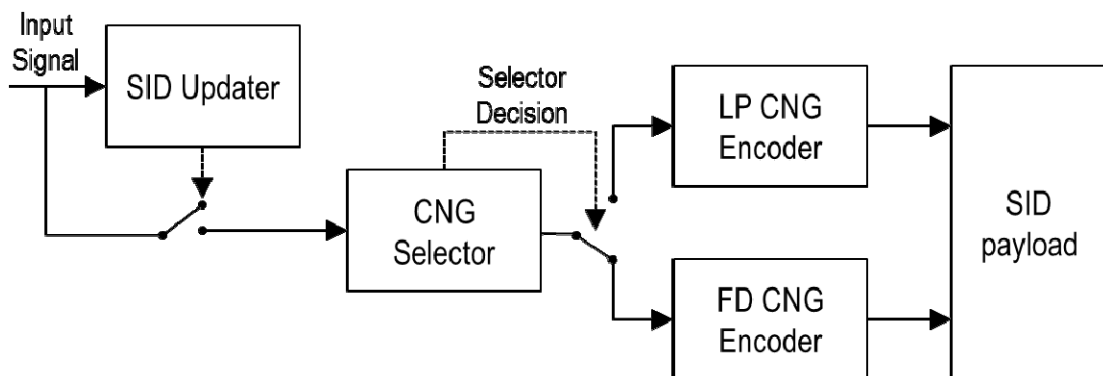 Input
Signal
SID Updater
Selector
Decision
CNG
Selector
LP CNG
Encoder
FD CNG
Encoder
SID
payload